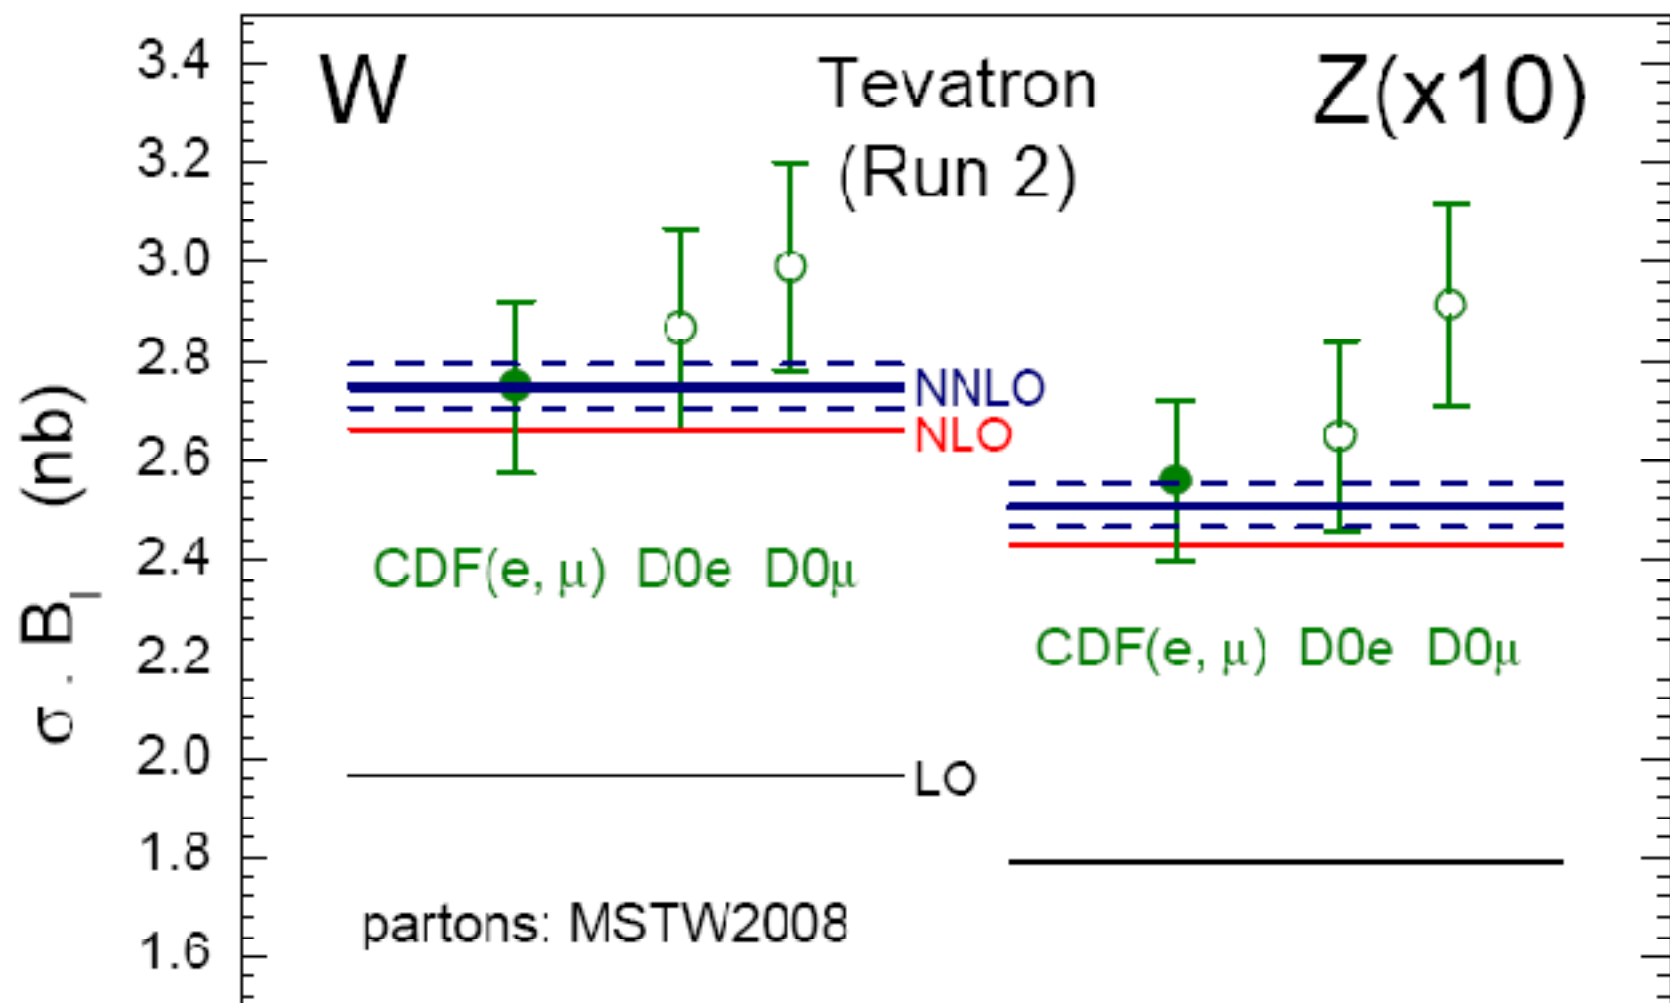 W
Tevatron
(Run 2)
Z(x10)
3.4
3.2
3.0
2.8
2.6
2.4
2.2
2.0
1.8
1.6
σ . B_l (nb)
NNLO
NLO
CDF(e, μ) D0e D0μ
CDF(e, μ) D0e D0μ
LO
partons: MSTW2008